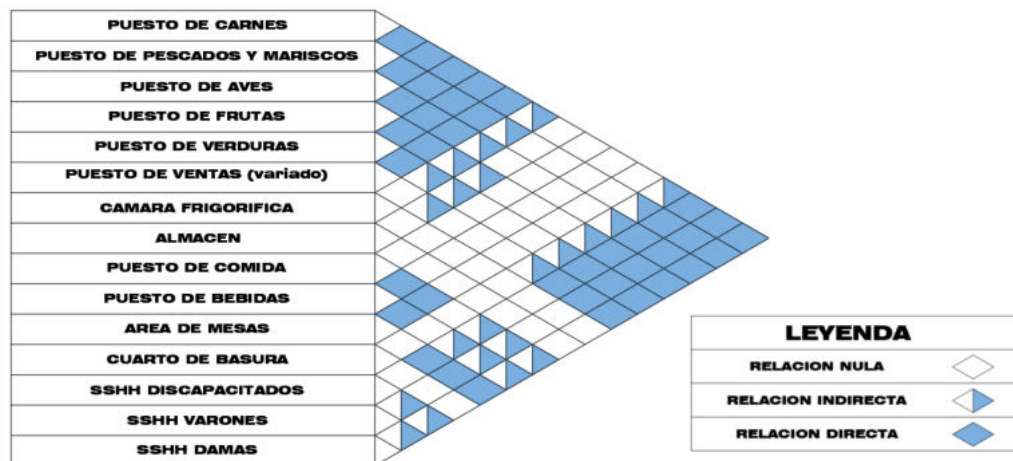 PUESTO DE CARNES
PUESTO DE PESCADOS Y MARISCOS
PUESTO DE AVES
PUESTO DE FRUTAS
PUESTO DE VERDURAS
PUESTO DE VENTAS (variado)
CAMARA FRIGORIFICA
ALMACEN
PUESTO DE COMIDA
PUESTO DE BEBIDAS
AREA DE MESAS
CUARTO DE BASURA
SSHH DISCAPACITADOS
SSHH VARONES
SSHH DAMAS
LEYENDA
RELACION NULA
RELACION INDIRECTA
RELACION DIRECTA